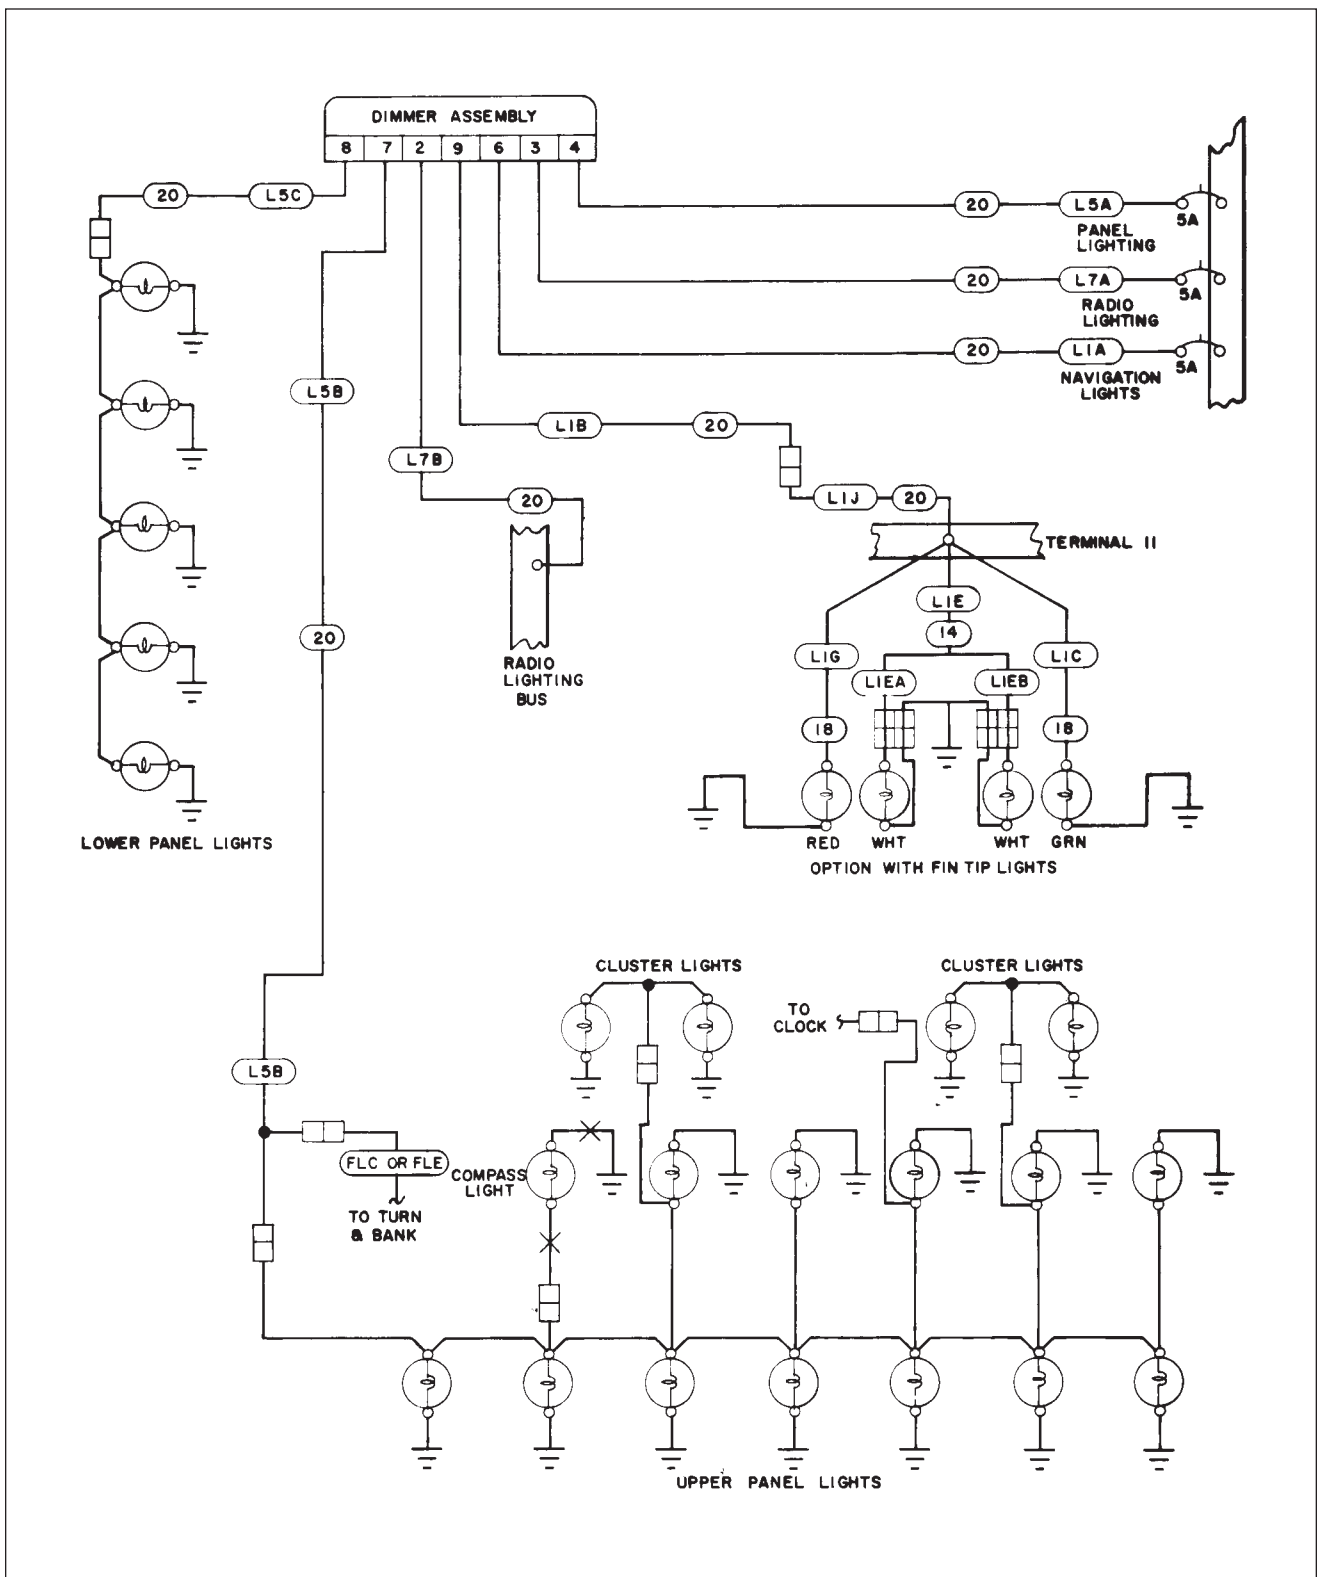 DIMMER ASSEMBLY
8 7 2 9 6 3 4
20 L5C
20 L5A
5A
PANEL
LIGHTING
20 L7A
5A
RADIO
LIGHTING
20 L1A
5A
NAVIGATION
LIGHTS
L5B
L1B 20
L7B
20
L1J 20
TERMINAL 11
L1E
14
20
L1G
L1C
L1EA
L1EB
RADIO
LIGHTING
BUS
18
18
LOWER PANEL LIGHTS
RED WHT WHT GRN
OPTION WITH FIN TIP LIGHTS
CLUSTER LIGHTS
CLUSTER LIGHTS
TO
CLOCK
L5B
FLC OR FLE
TO TURN
& BANK
COMPASS
LIGHT
UPPER PANEL LIGHTS